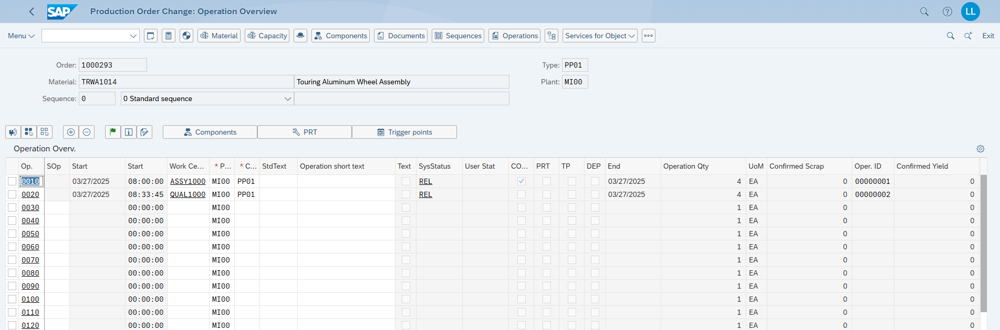 SAP Production Order Change: Operation Overview LL
Menu Material Capacity Components Documents Sequences Operations Services for Object Exit
Order: 1000293 Type: PP01
Material: TRWA1014 Touring Aluminum Wheel Assembly Plant: MI00
Sequence: 0 0 Standard sequence
Components PRT Trigger points
Operation Overv.
Op. SOp Start Start Work Ce... * P... * C... StdText Operation short text Text SysStatus User Stat CO... PRT TP DEP End Operation Qty UoM Confirmed Scrap Oper. ID Confirmed Yield
0010 03/27/2025 08:00:00 ASSY1000 MI00 PP01 REL 03/27/2025 4 EA 0 00000001 0
0020 03/27/2025 08:33:45 QUAL1000 MI00 PP01 REL 03/27/2025 4 EA 0 00000002 0
0030 00:00:00 MI00 1 EA 0 0
0040 00:00:00 MI00 1 EA 0 0
0050 00:00:00 MI00 1 EA 0 0
0060 00:00:00 MI00 1 EA 0 0
0070 00:00:00 MI00 1 EA 0 0
0080 00:00:00 MI00 1 EA 0 0
0090 00:00:00 MI00 1 EA 0 0
0100 00:00:00 MI00 1 EA 0 0
0110 00:00:00 MI00 1 EA 0 0
0120 00:00:00 MI00 1 EA 0 0